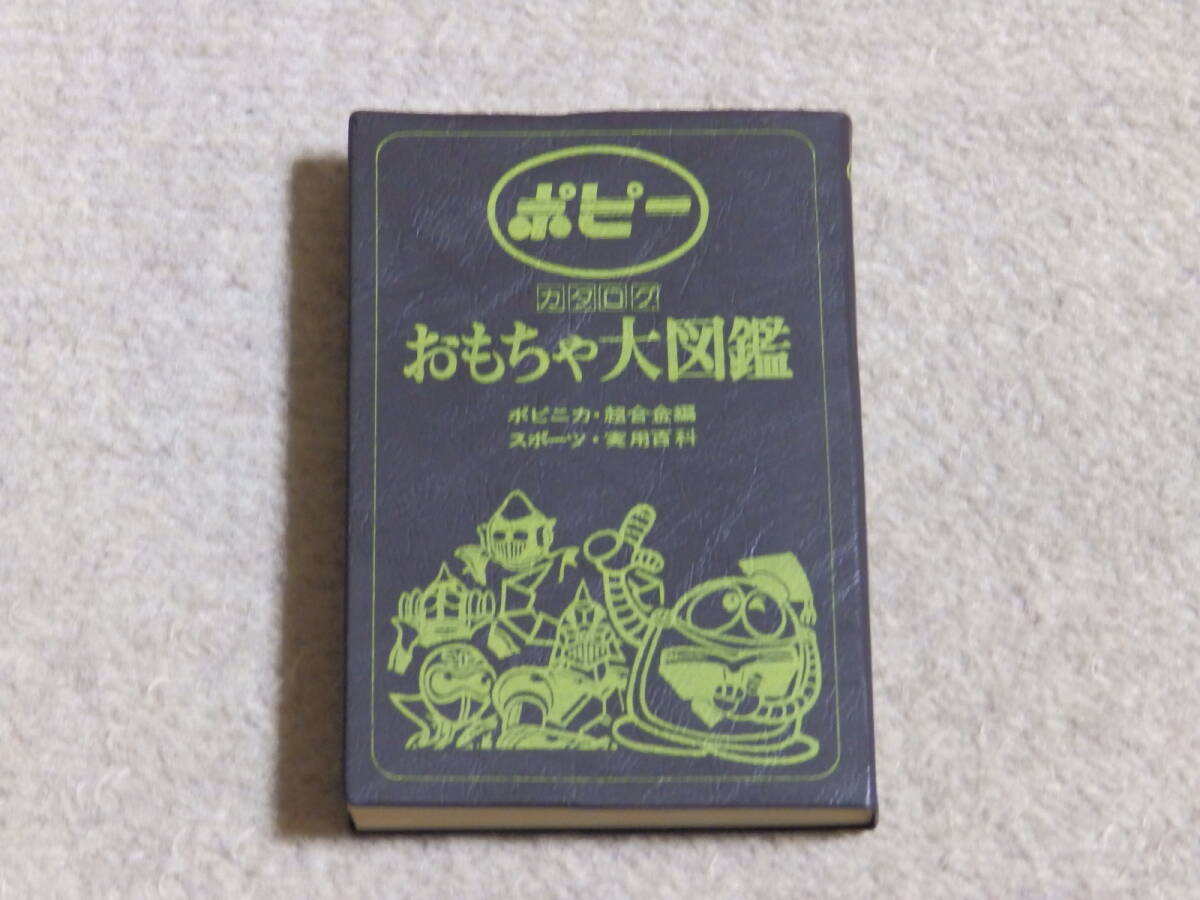 ポピー
カタログ
おもちゃ大図鑑
ポピニカ・超合金編
スポーツ・実用百科